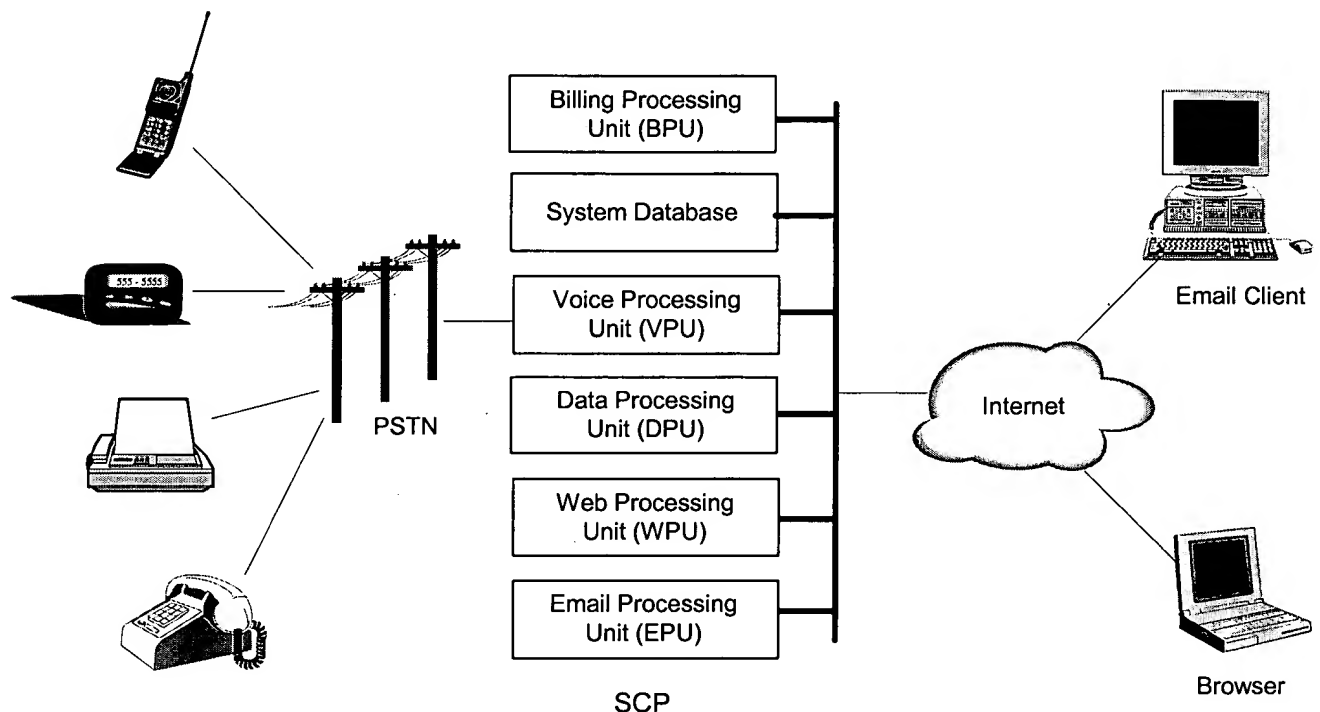 Billing Processing
Unit (BPU)
System Database
555 - 5555
Voice Processing
Unit (VPU)
Email Client
PSTN
Data Processing
Unit (DPU)
Internet
Web Processing
Unit (WPU)
Email Processing
Unit (EPU)
Browser
SCP